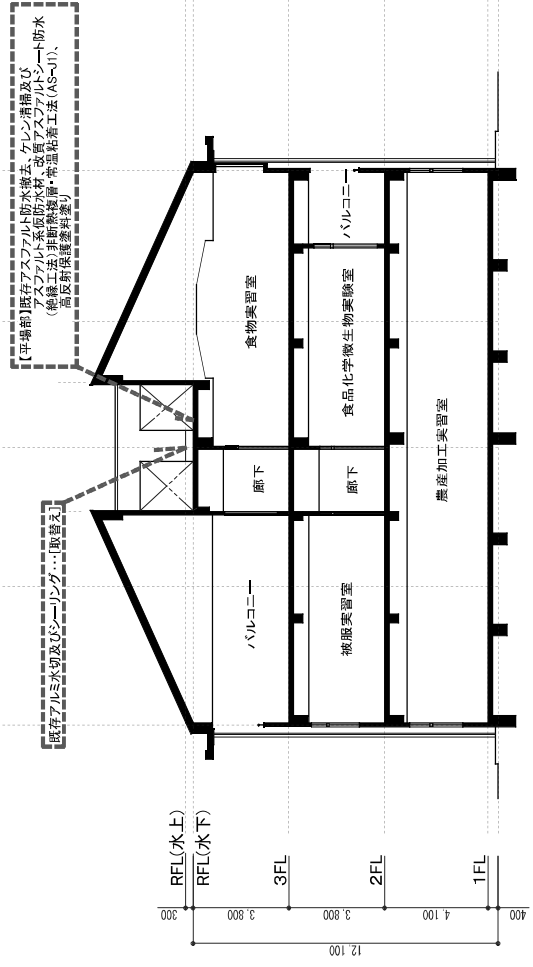 【平場部】既存アスファルト防水撤去、ケレン清掃及び
アスファルト系仮防水材、改質アスファルトシート防水
(絶縁工法)非断熱複層・常温粘着工法(AS-J1)、
高反射保護塗料塗り
既存アルミ水切及びシーリング・・・[取替え]
食物実習室
廊下
バルコニー
バルコニー
食品化学微生物実験室
廊下
被服実習室
農産加工実習室
RFL(水上)
RFL(水下)
3FL
2FL
1FL
300
3,800
3,800
4,100
400
12,100